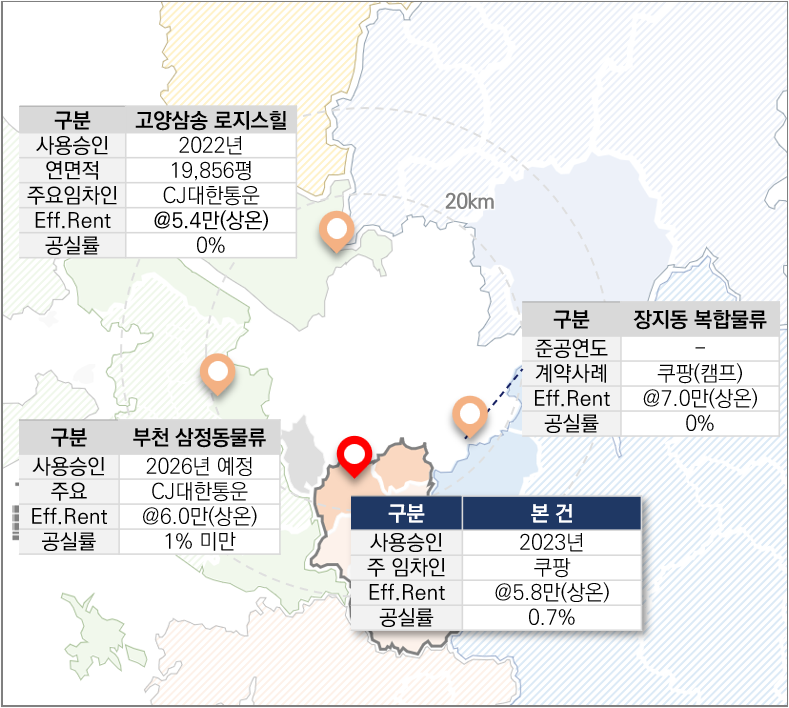 구분 고양삼송 로지스힐
사용승인 2022년
연면적 19,856평
주요임차인 CJ대한통운
Eff.Rent @5.4만(상온)
공실률 0%
20km
구분 장지동 복합물류
준공연도 -
계약사례 쿠팡(캠프)
Eff.Rent @7.0만(상온)
공실률 0%
구분 부천 삼정동물류
사용승인 2026년 예정
주요 CJ대한통운
Eff.Rent @6.0만(상온)
공실률 1% 미만
구분 본 건
사용승인 2023년
주 임차인 쿠팡
Eff.Rent @5.8만(상온)
공실률 0.7%